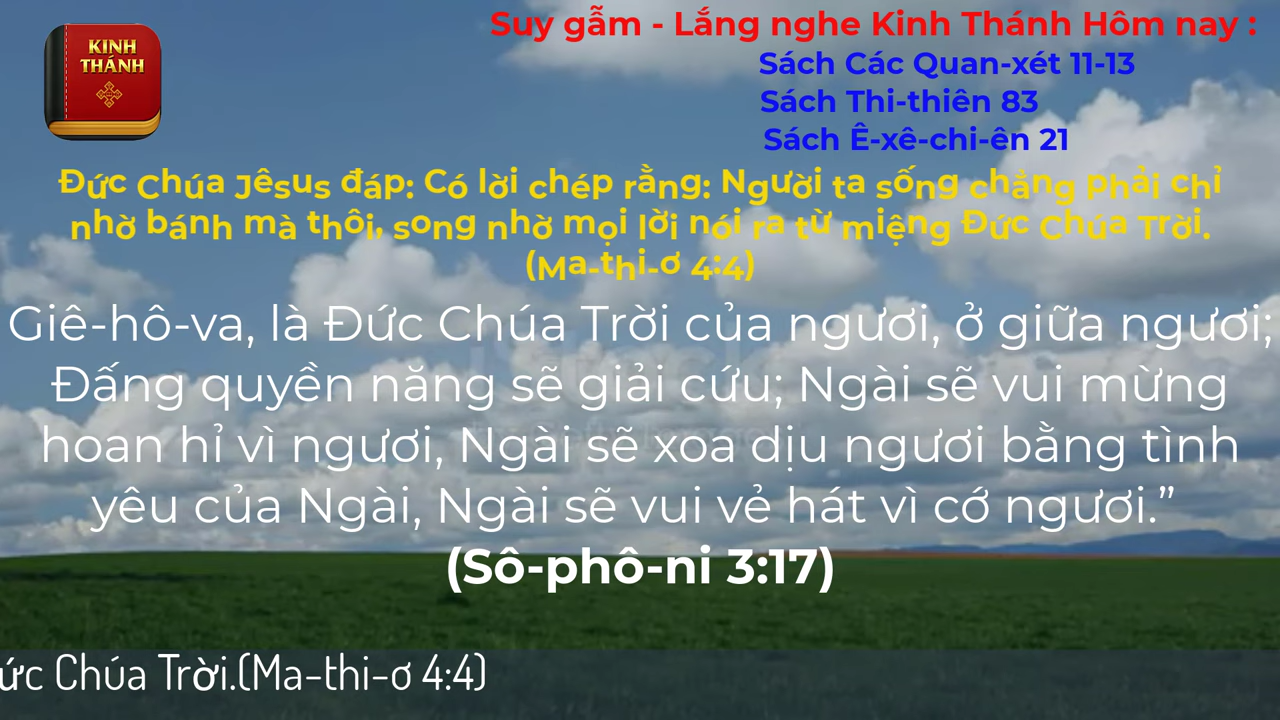 KINH
THÁNH
Suy gẫm - Lắng nghe Kinh Thánh Hôm nay :
Sách Các Quan-xét 11-13
Sách Thi-thiên 83
Sách Ê-xê-chi-ên 21
Đức Chúa Jêsus đáp: Có lời chép rằng: Người ta sống chẳng phải chỉ
nhờ bánh mà thôi, song nhờ mọi lời nói ra từ miệng Đức Chúa Trời.
(Ma-thi-ơ 4:4)
Giê-hô-va, là Đức Chúa Trời của ngươi, ở giữa ngươi;
Đấng quyền năng sẽ giải cứu; Ngài sẽ vui mừng
hoan hỉ vì ngươi, Ngài sẽ xoa dịu ngươi bằng tình
yêu của Ngài, Ngài sẽ vui vẻ hát vì cớ ngươi.”
(Sô-phô-ni 3:17)
ức Chúa Trời.(Ma-thi-ơ 4:4)